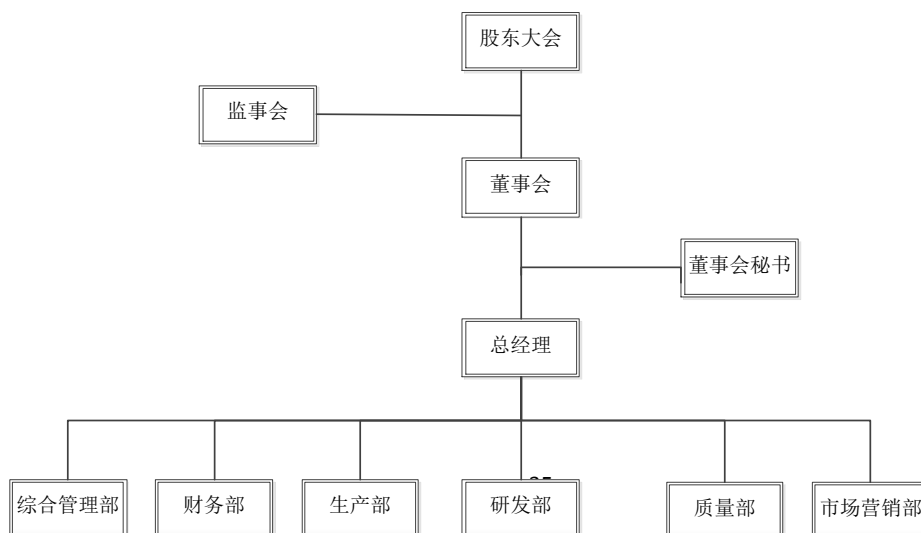 股东大会
监事会
董事会
董事会秘书
总经理
综合管理部
财务部
生产部
研发部
质量部
市场营销部